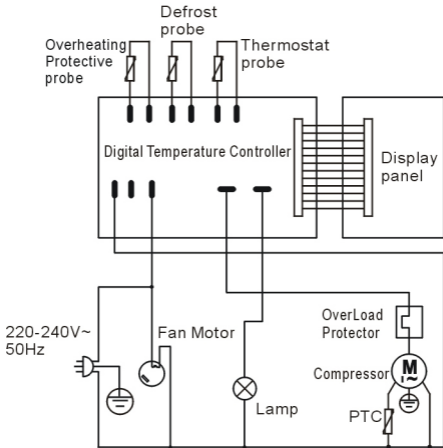 Defrost
probe
Overheating
Protective
probe
Thermostat
probe
Digital Temperature Controller
Display
panel
220-240V~
50Hz
Fan Motor
Lamp
OverLoad
Protector
Compressor
M
1~
PTC